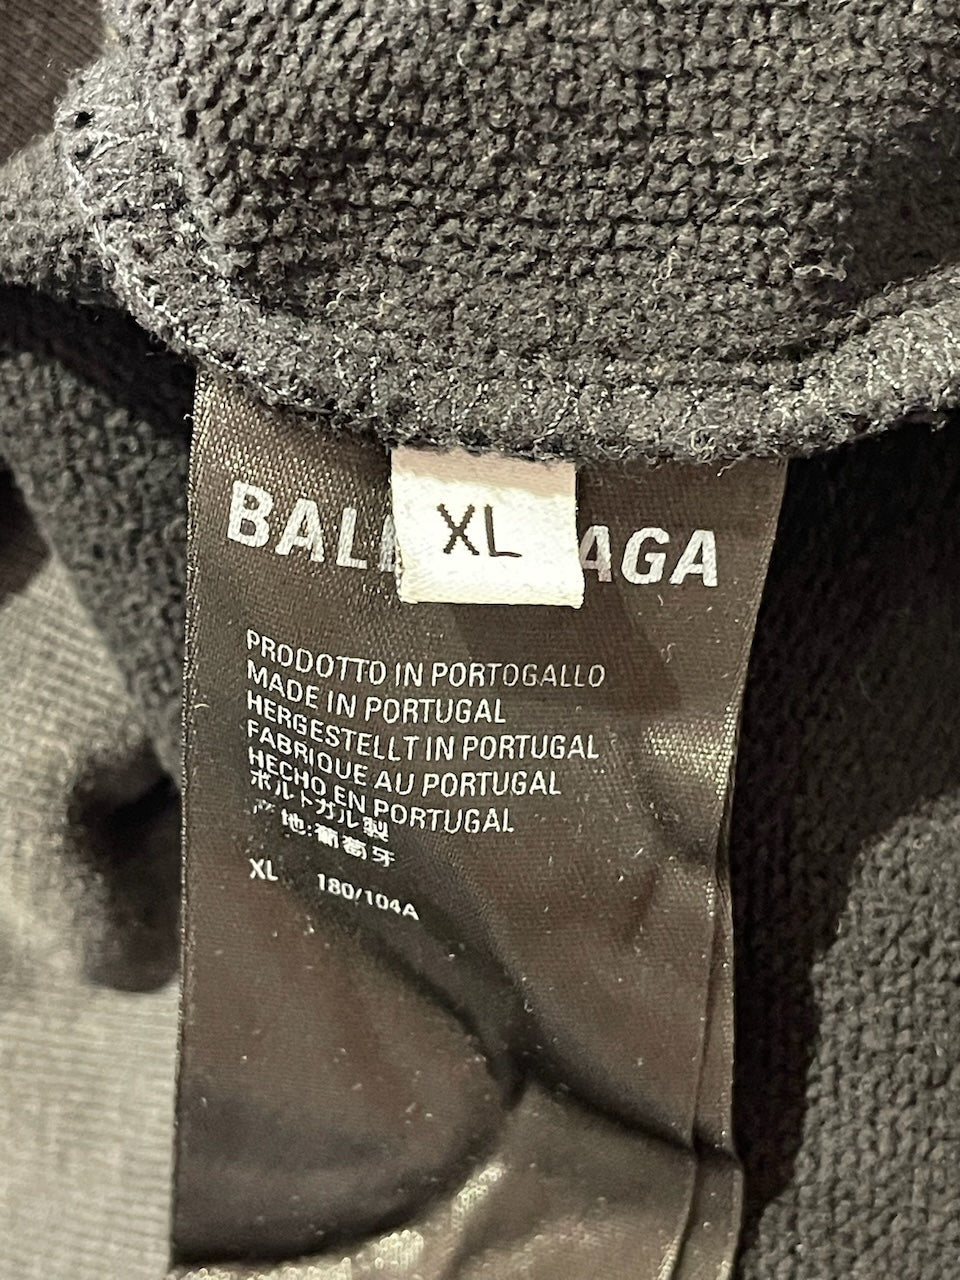 BAL AGA
XL
PRODOTTO IN PORTOGALLO
MADE IN PORTUGAL
HERGESTELLT IN PORTUGAL
FABRIQUE AU PORTUGAL
HECHO EN PORTUGAL
ポルトガル製
产地:葡萄牙
XL 180/104A